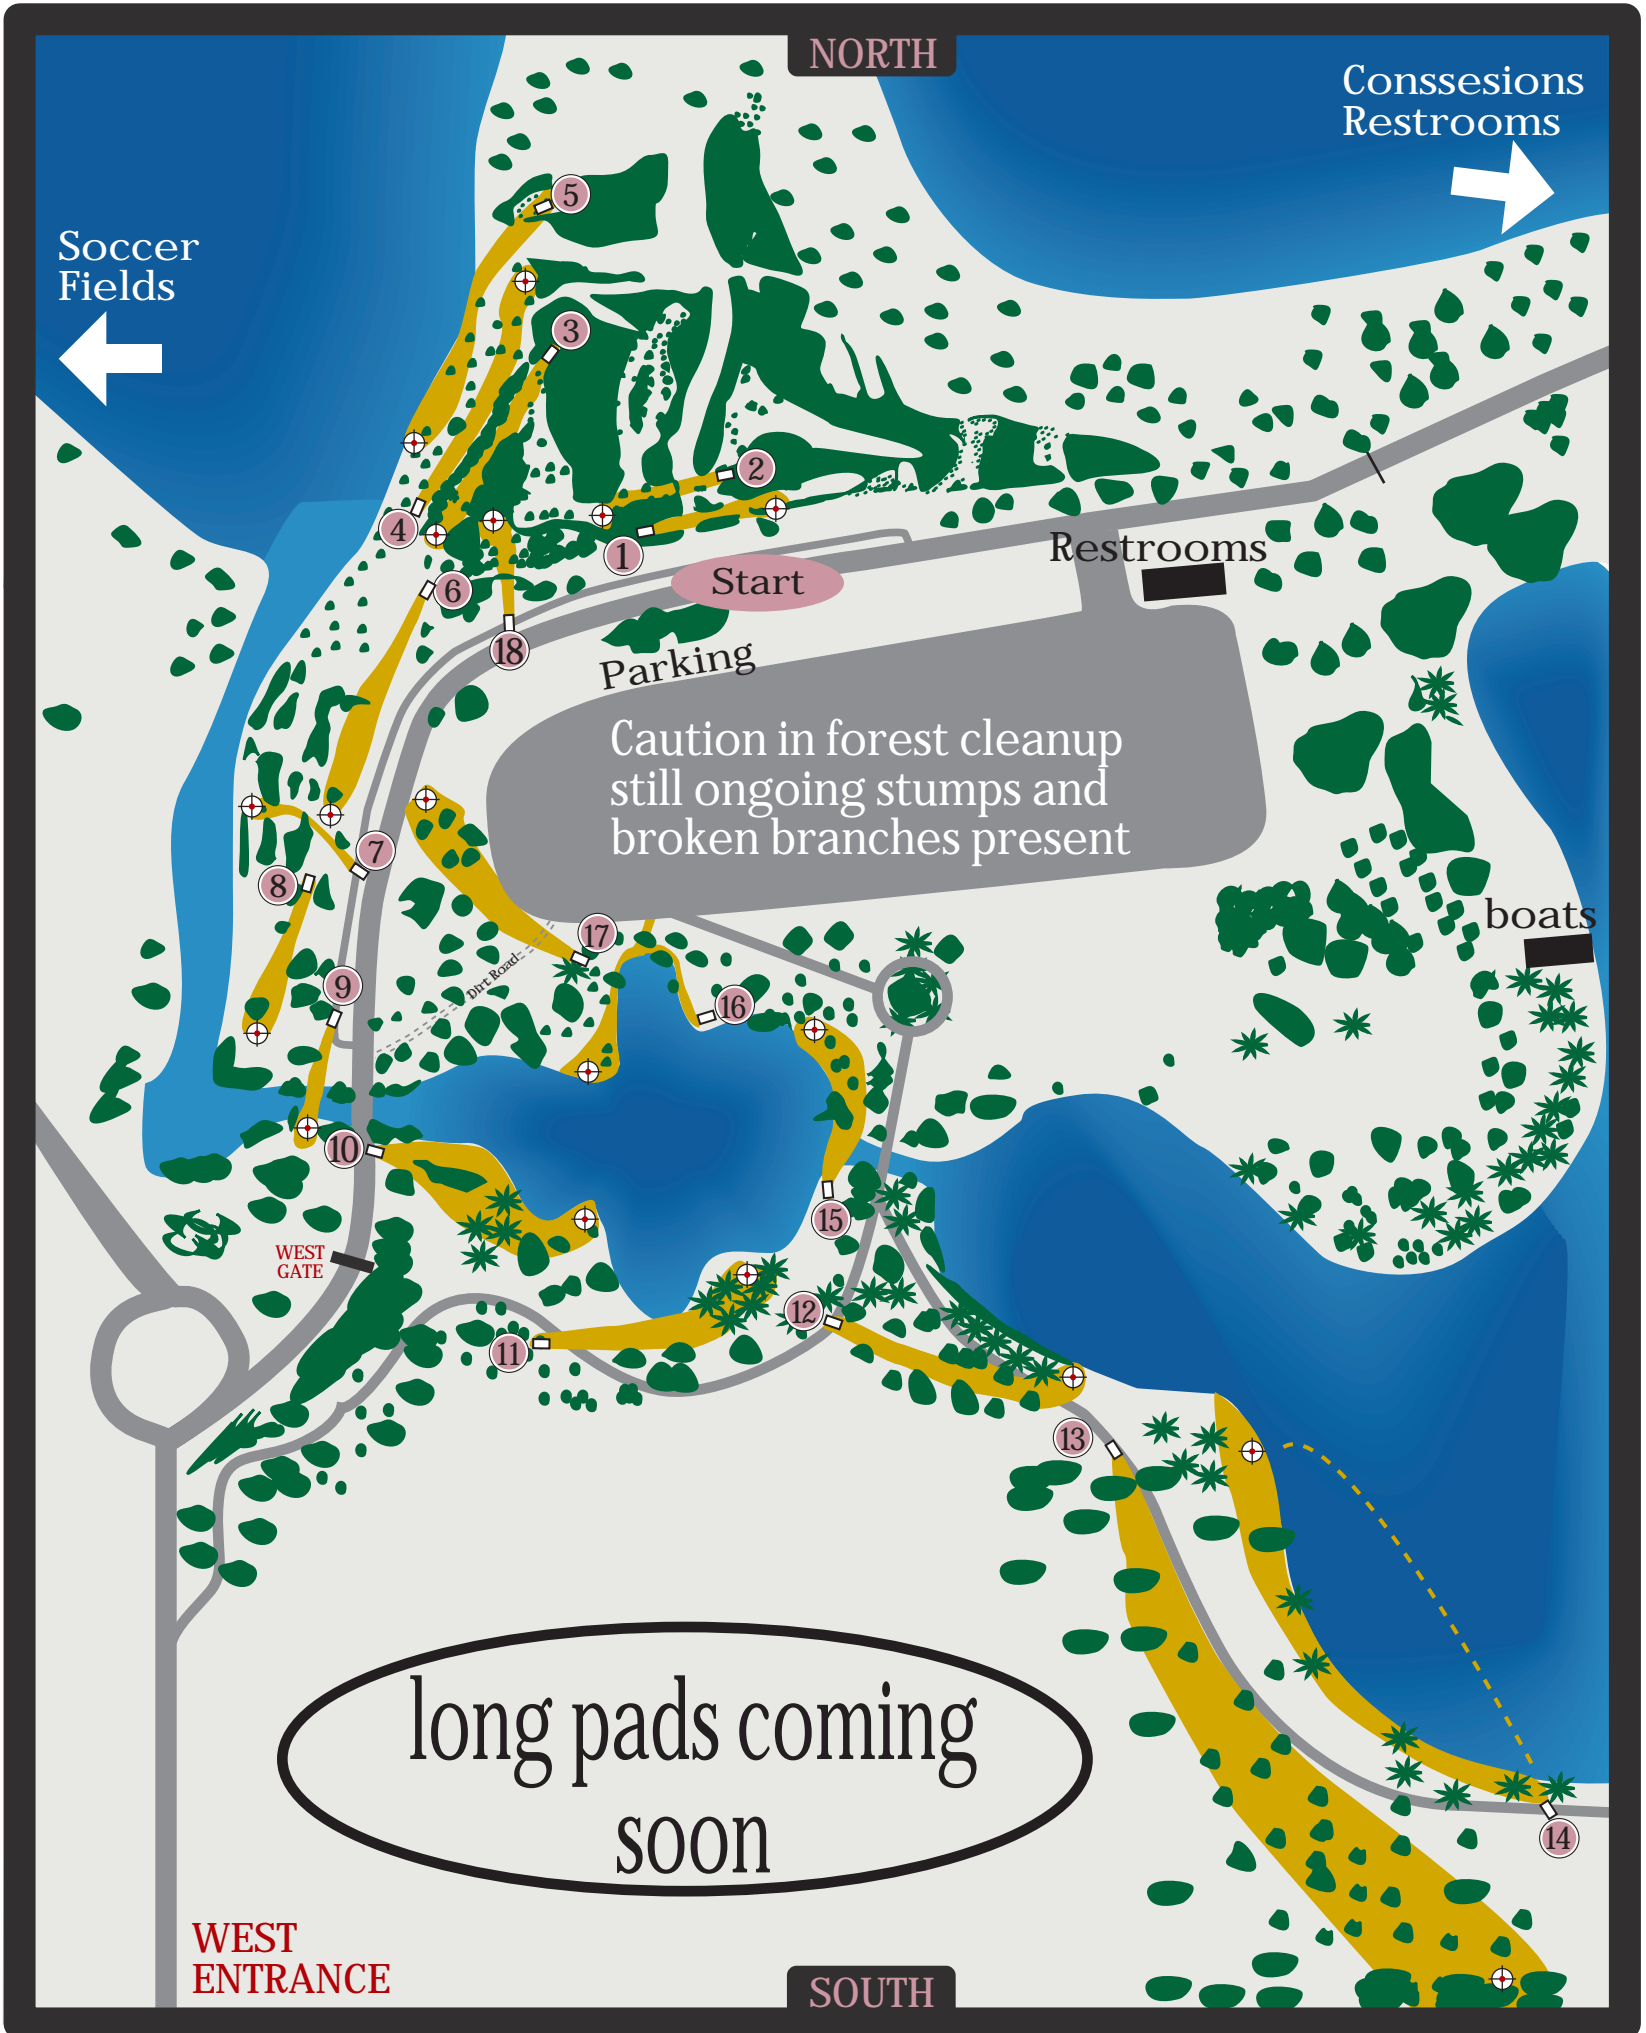 NORTH
Conssesions
Restrooms
Soccer
Fields
5
3
2
4
1
6
Start
Restrooms
18
Parking
Caution in forest cleanup
still ongoing stumps and
broken branches present
7
8
boats
17
Dirt Road
9
16
10
15
WEST
GATE
12
11
13
long pads coming
soon
14
WEST
ENTRANCE
SOUTH